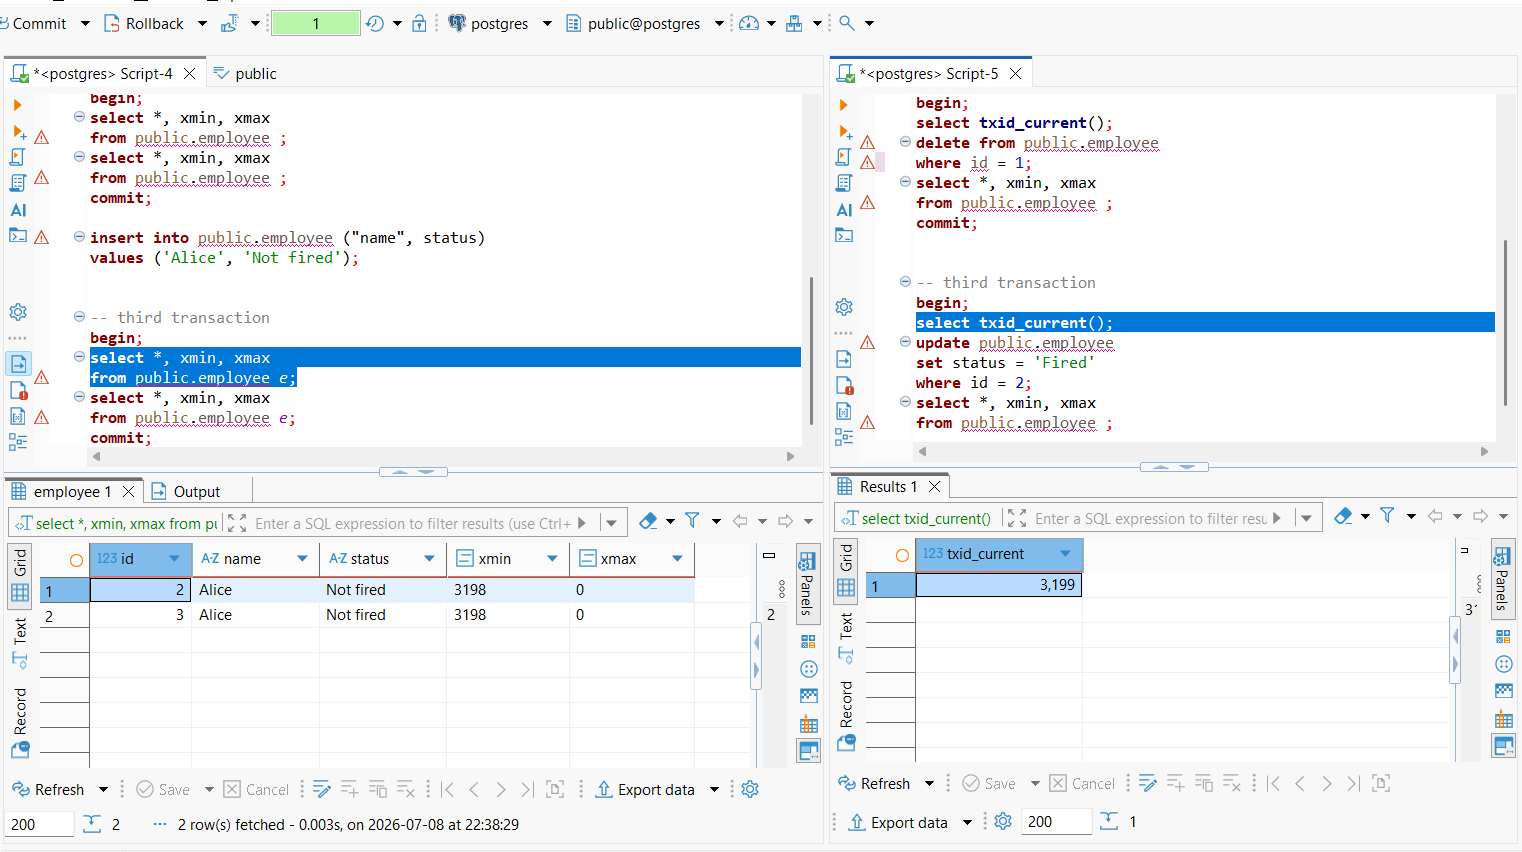 Commit
Rollback
1
postgres
public@postgres
*<postgres> Script-4
public
begin;
select *, xmin, xmax
from public.employee ;
select *, xmin, xmax
from public.employee ;
commit;
insert into public.employee ("name", status)
values ('Alice', 'Not fired');
-- third transaction
begin;
select *, xmin, xmax
from public.employee e;
select *, xmin, xmax
from public.employee e;
commit;
AI
employee 1
Output
select *, xmin, xmax from pu
Enter a SQL expression to filter results (use Ctrl+
Grid
Text
Record
123 id
A-Z name
A-Z status
xmin
xmax
1 2 Alice Not fired 3198 0
2 3 Alice Not fired 3198 0
2
Panels
Refresh
Save
Cancel
Export data
200
2
2 row(s) fetched - 0.003s, on 2026-07-08 at 22:38:29
*<postgres> Script-5
begin;
select txid_current();
delete from public.employee
where id = 1;
select *, xmin, xmax
from public.employee ;
commit;
-- third transaction
begin;
select txid_current();
update public.employee
set status = 'Fired'
where id = 2;
select *, xmin, xmax
from public.employee ;
AI
Results 1
select txid_current()
Enter a SQL expression to filter resu
Grid
Text
Record
123 txid_current
1 3,199
Panels
Refresh
Save
Cancel
Export data
200
1